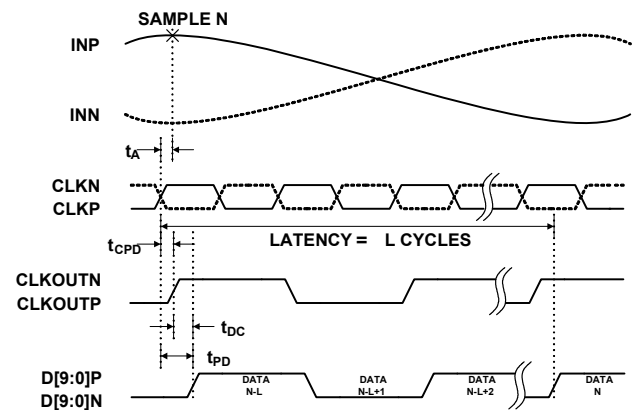 SAMPLE N
INP
INN
tA
CLKN
CLKP
LATENCY = L CYCLES
tCPD
CLKOUTN
CLKOUTP
tDC
tPD
D[9:0]P
D[9:0]N
DATA
N-L
DATA
N-L+1
DATA
N-L+2
DATA
N